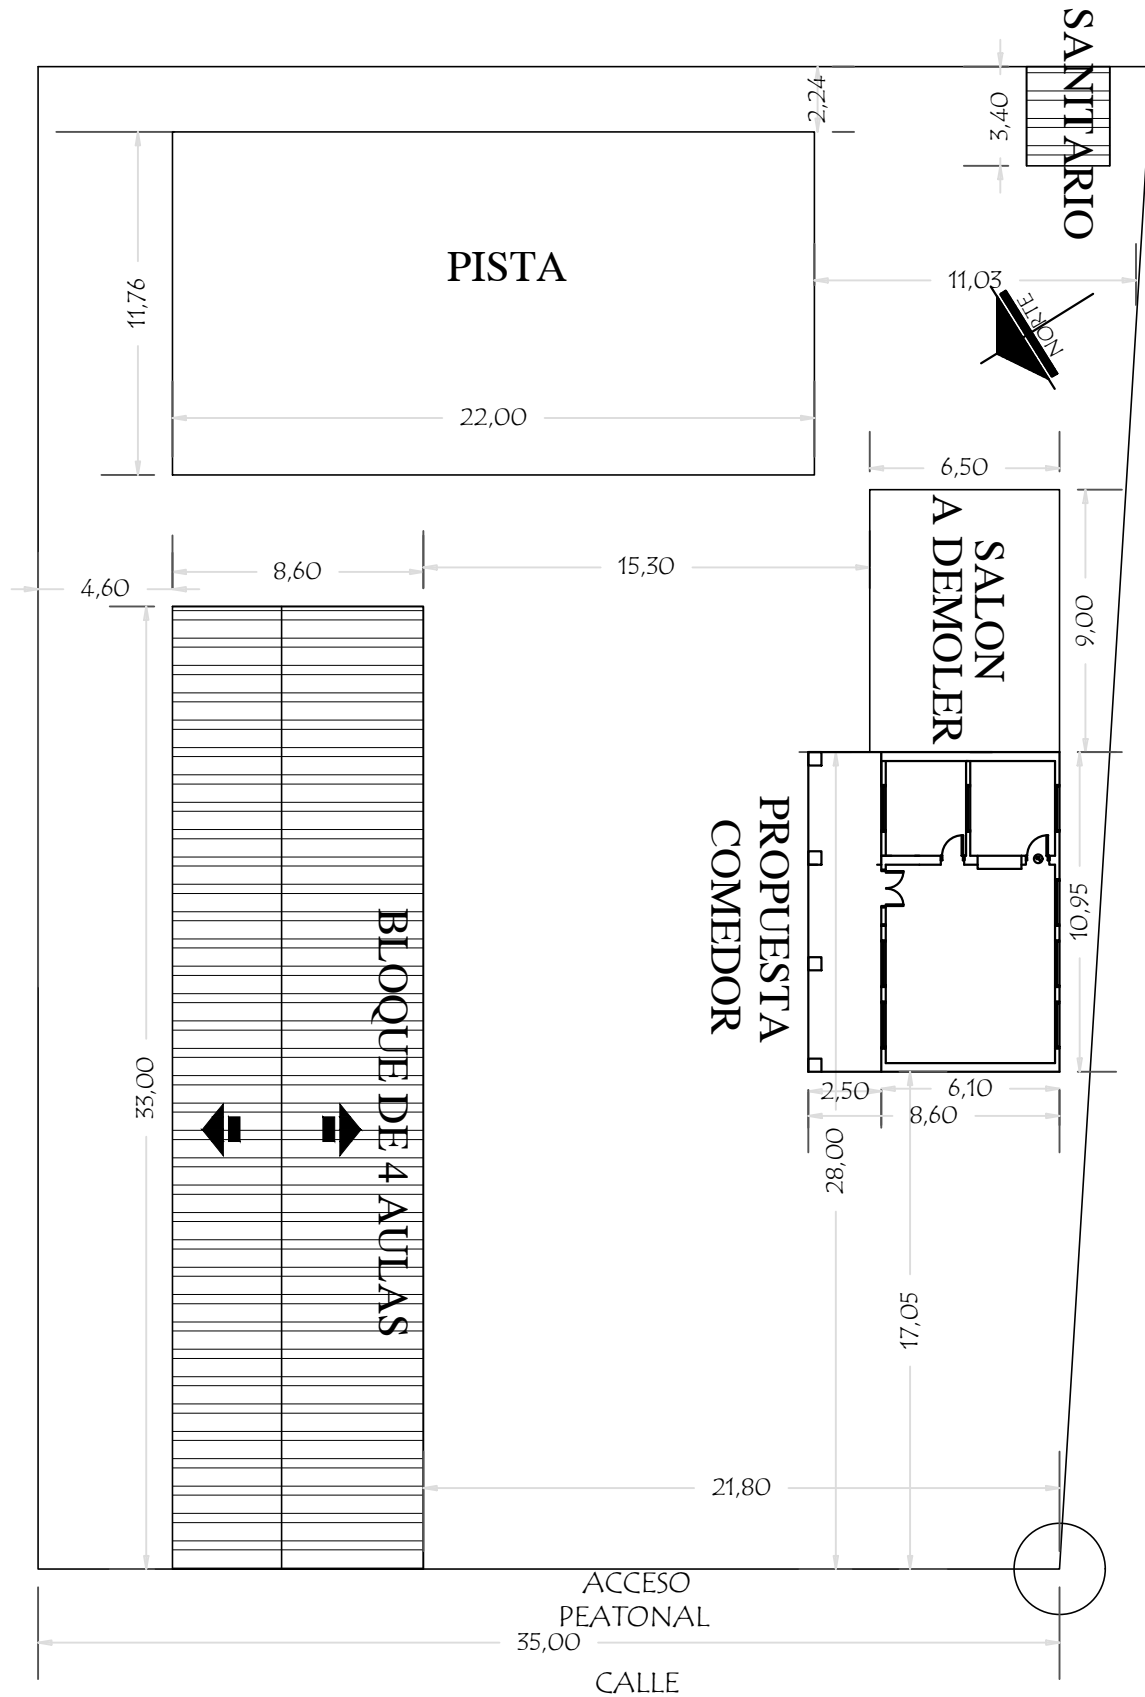 SANITARIO
2,24
3,40
PISTA
11,76
11,03
NORTE
22,00
6,50
SALON
A DEMOLER
8,60
15,30
4,60
9,00
PROPUESTA
COMEDOR
10,95
BLOQUE DE 4 AULAS
33,00
2,50
6,10
8,60
28,00
17,05
21,80
ACCESO
PEATONAL
35,00
CALLE